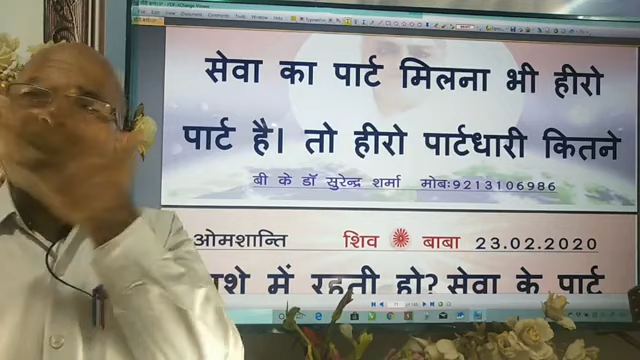 सेवा का पार्ट मिलना भी हीरो
पार्ट है। तो हीरो पार्टधारी कितने
बी के डॉ सुरेन्द्र शर्मा मोबः9213106986
ओमशान्ति शिव बाबा 23.02.2020
में रहती हो? सेवा के पार्ट